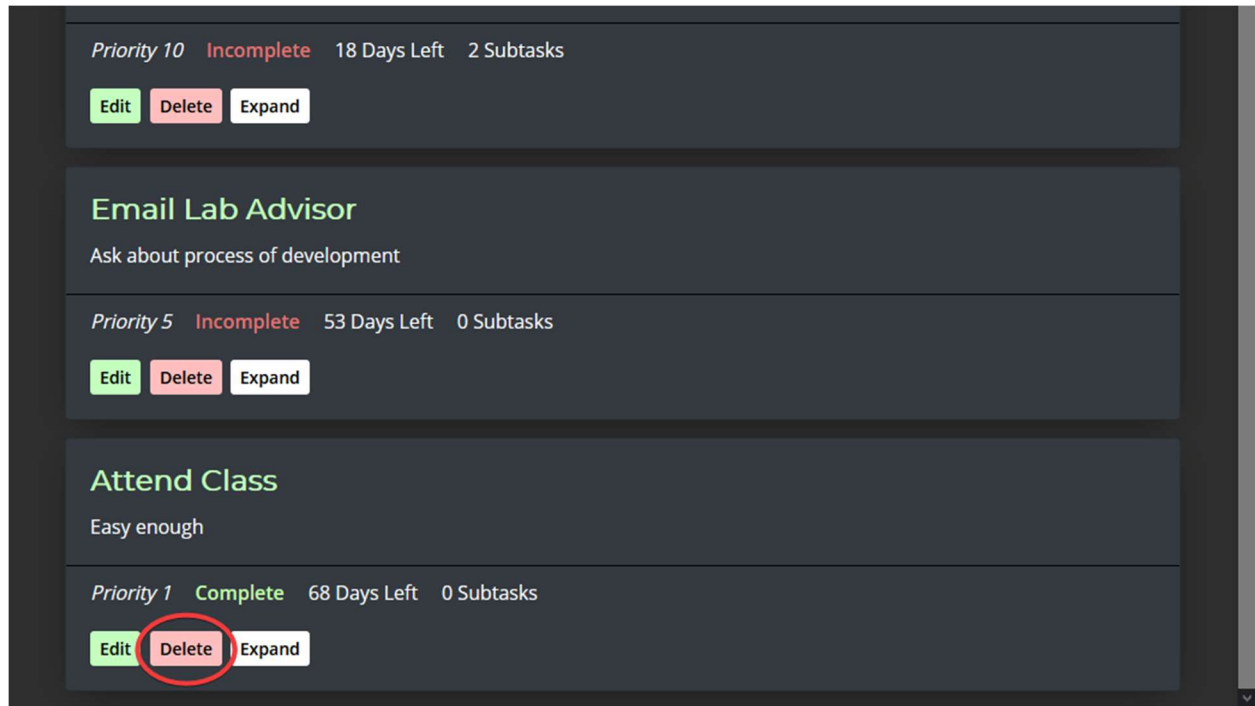 Priority 10 Incomplete 18 Days Left 2 Subtasks
Edit Delete Expand
Email Lab Advisor
Ask about process of development
Priority 5 Incomplete 53 Days Left 0 Subtasks
Edit Delete Expand
Attend Class
Easy enough
Priority 1 Complete 68 Days Left 0 Subtasks
Edit Delete Expand